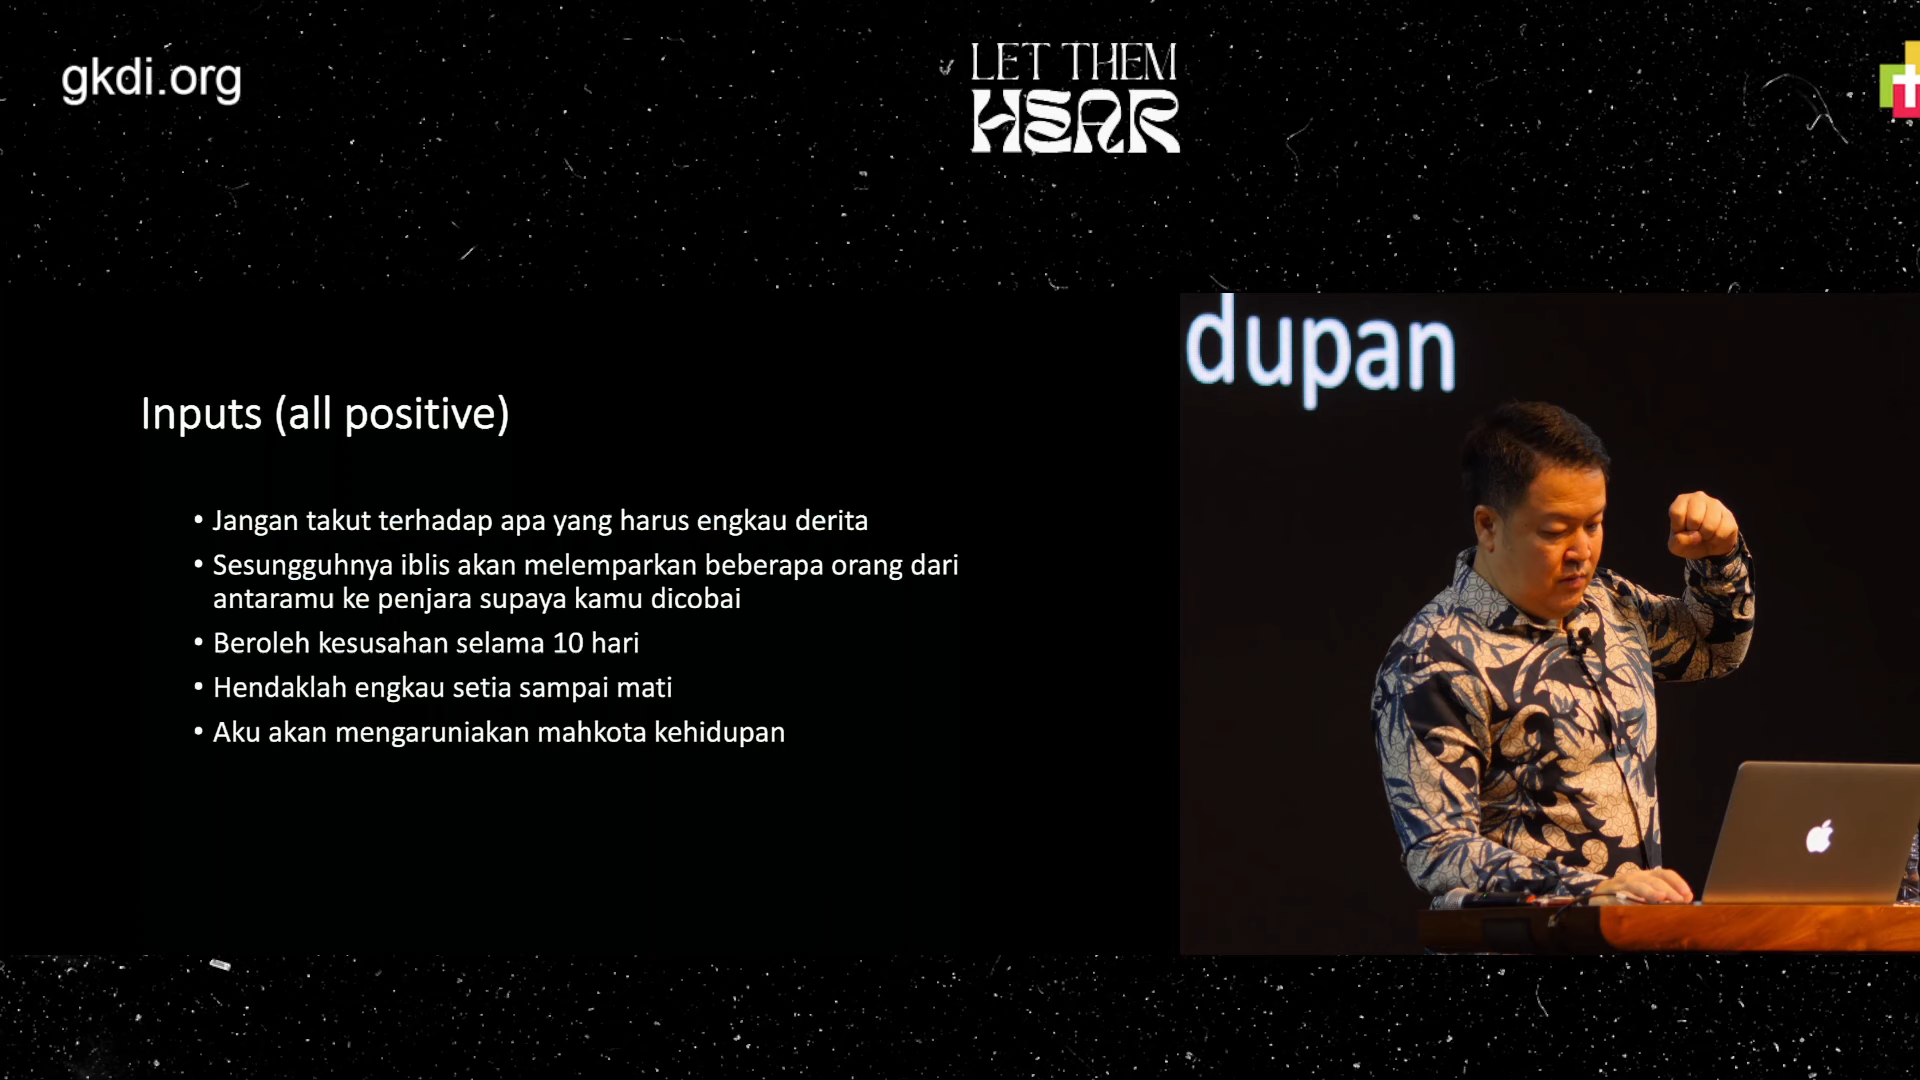 gkdi.org
LET THEM
HEAR
dupan
Inputs (all positive)
• Jangan takut terhadap apa yang harus engkau derita
• Sesungguhnya iblis akan melemparkan beberapa orang dari
antaramu ke penjara supaya kamu dicobai
• Beroleh kesusahan selama 10 hari
• Hendaklah engkau setia sampai mati
• Aku akan mengaruniakan mahkota kehidupan